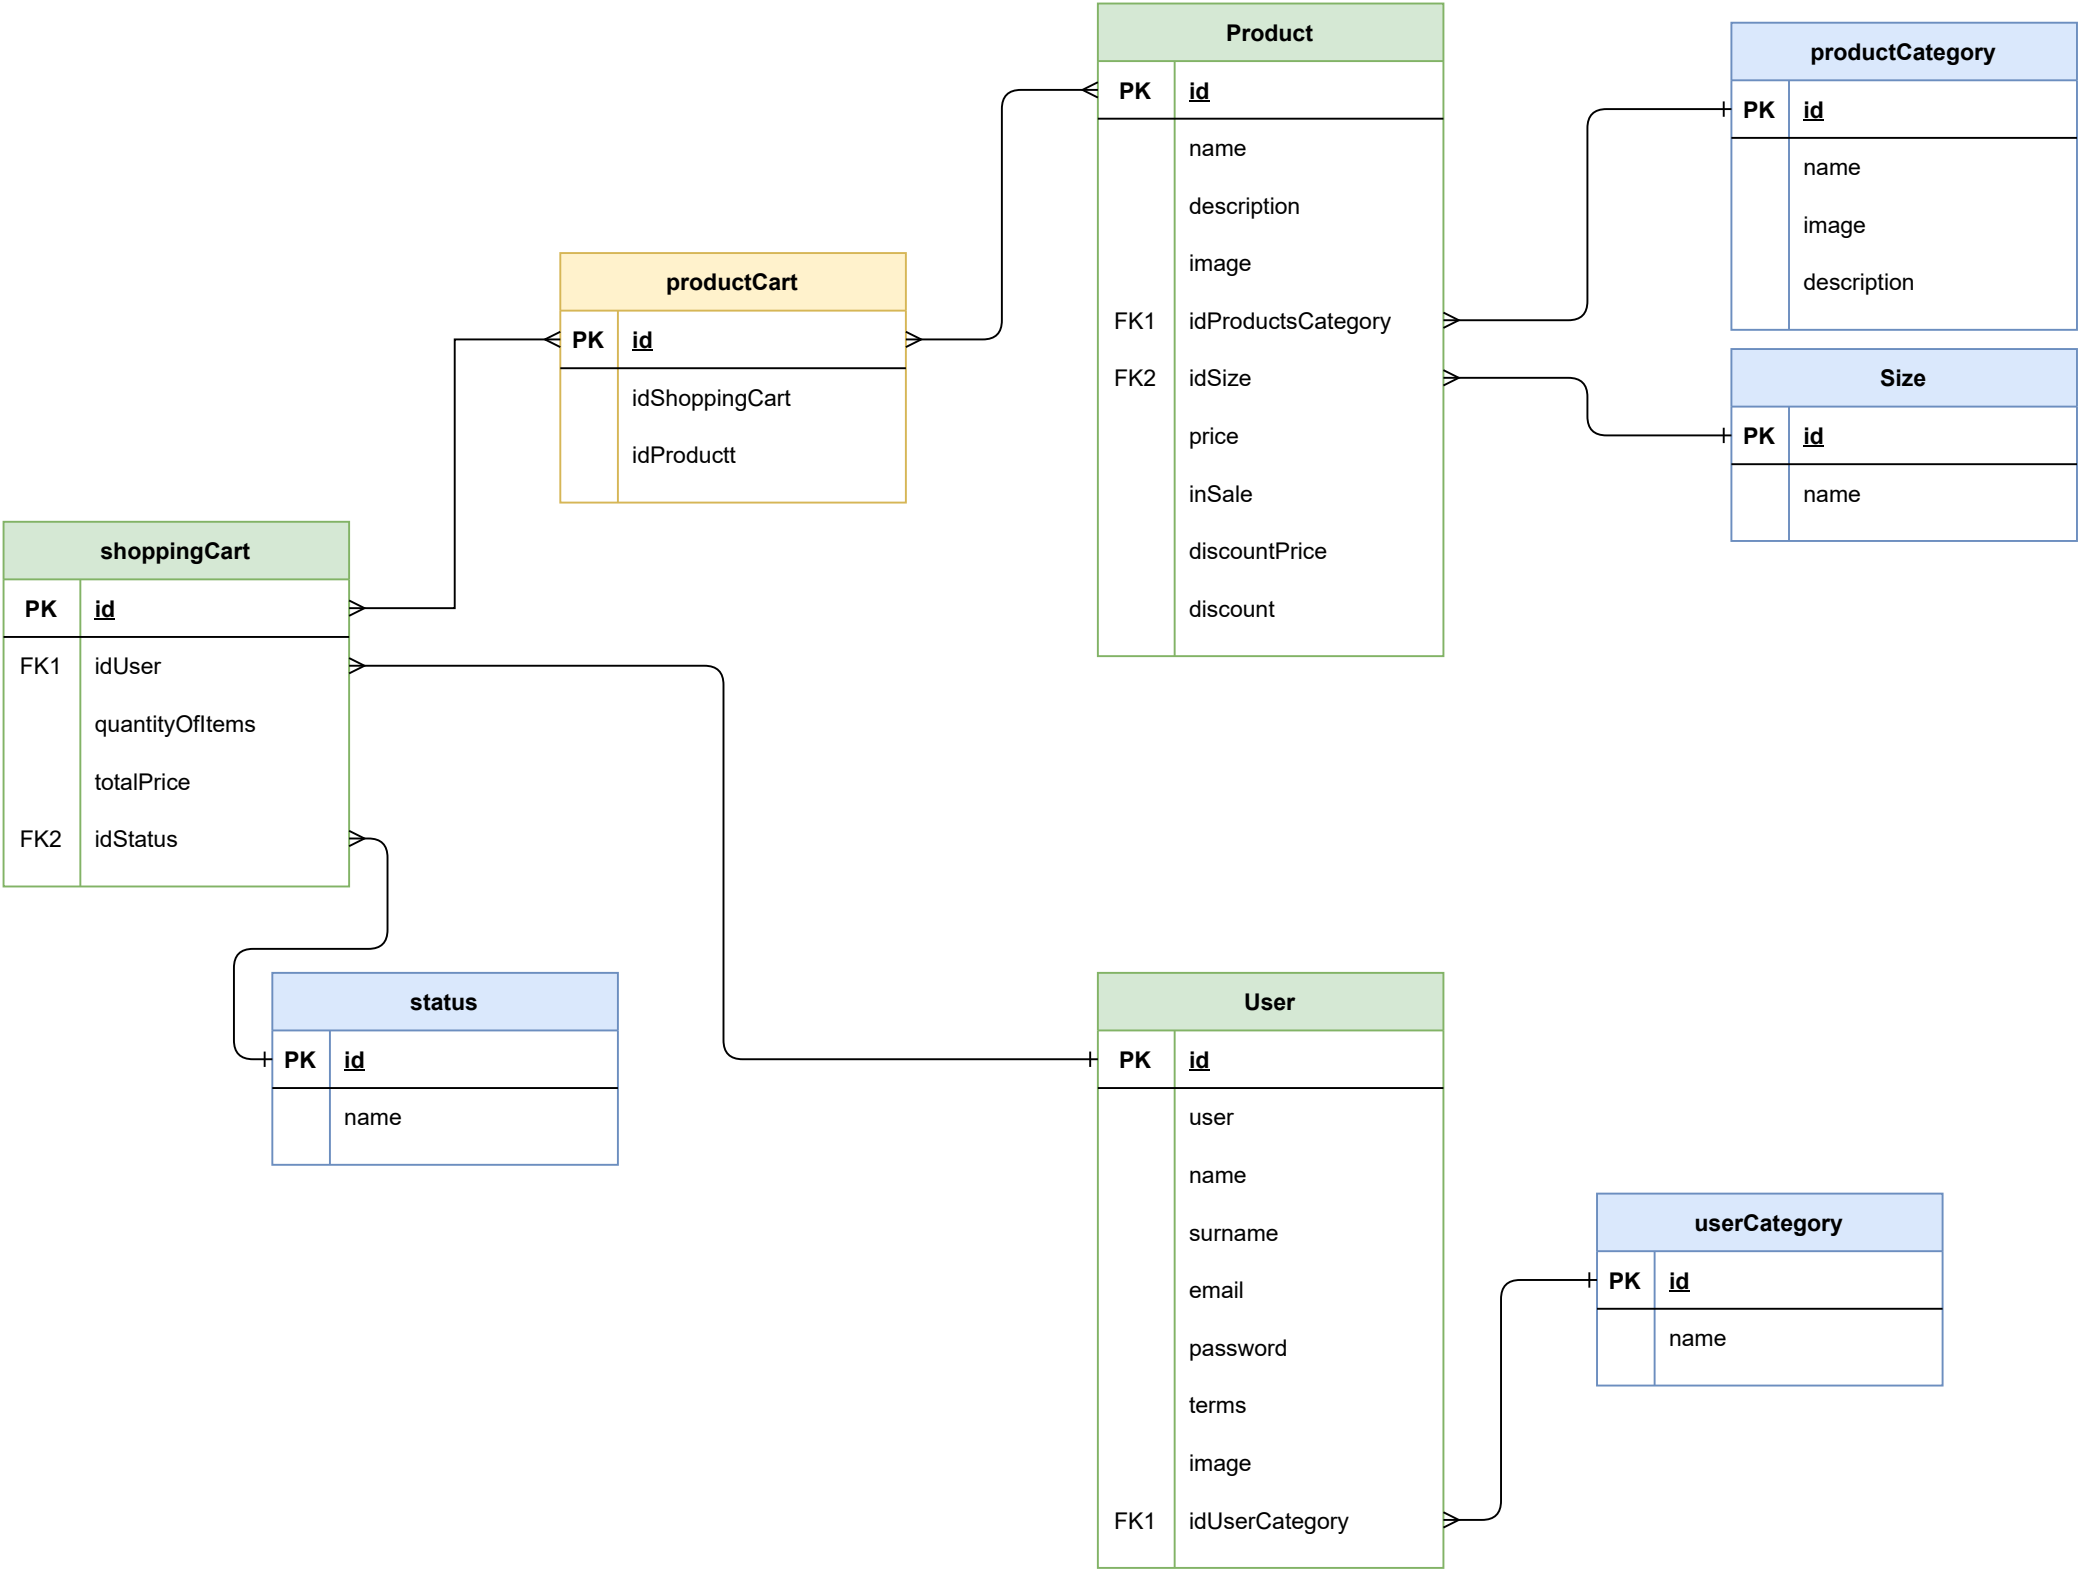 Product
PK id
name
description
image
FK1 idProductsCategory
FK2 idSize
price
inSale
discountPrice
discount
productCategory
PK id
name
image
description
Size
PK id
name
productCart
PK id
idShoppingCart
idProductt
shoppingCart
PK id
FK1 idUser
quantityOfItems
totalPrice
FK2 idStatus
status
PK id
name
User
PK id
user
name
surname
email
password
terms
image
FK1 idUserCategory
userCategory
PK id
name